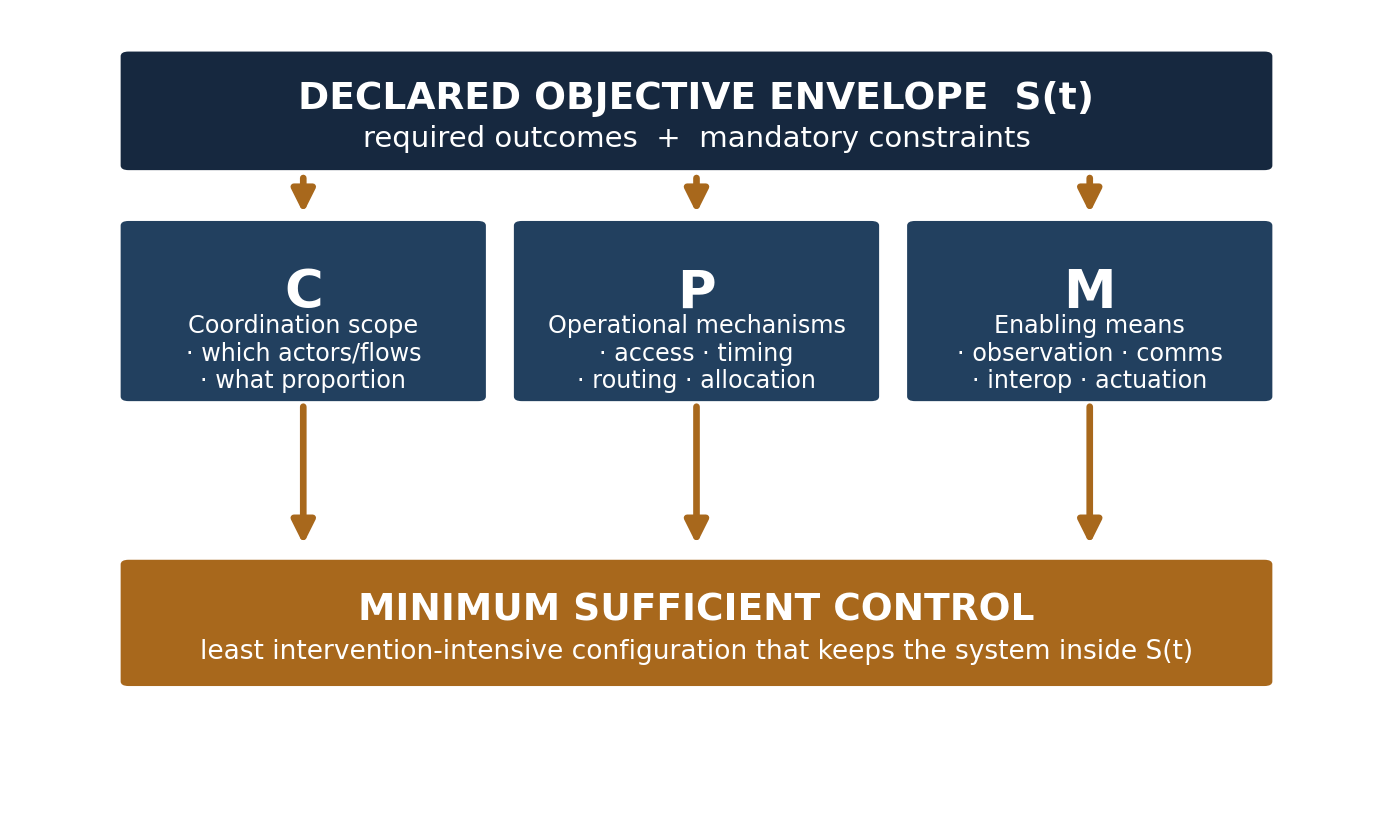 DECLARED OBJECTIVE ENVELOPE  S(t)
required outcomes  +  mandatory constraints
C
Coordination scope
· which actors/flows
· what proportion
P
Operational mechanisms
· access · timing
· routing · allocation
M
Enabling means
· observation · comms
· interop · actuation
MINIMUM SUFFICIENT CONTROL
least intervention-intensive configuration that keeps the system inside S(t)